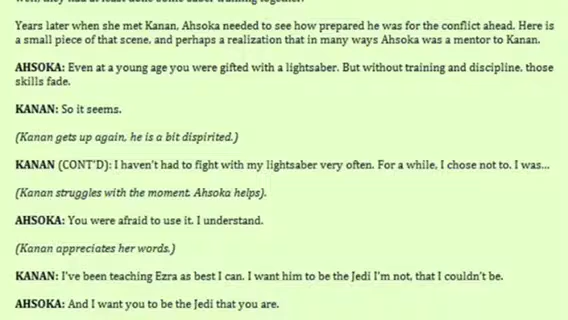 Years later when she met Kanan, Ahsoka needed to see how prepared he was for the conflict ahead. Here is
a small piece of that scene, and perhaps a realization that in many ways Ahsoka was a mentor to Kanan.
AHSOKA: Even at a young age you were gifted with a lightsaber. But without training and discipline, those
skills fade.
KANAN: So it seems.
(Kanan gets up again, he is a bit dispirited.)
KANAN (CONT'D): I haven't had to fight with my lightsaber very often. For a while, I chose not to. I was...
(Kanan struggles with the moment. Ahsoka helps).
AHSOKA: You were afraid to use it. I understand.
(Kanan appreciates her words.)
KANAN: I've been teaching Ezra as best I can. I want him to be the Jedi I'm not, that I couldn't be.
AHSOKA: And I want you to be the Jedi that you are.